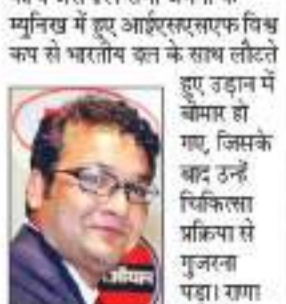 म्यूनिख में हुए आईएसएसएफ विश्व
कप से भारतीय दल के साथ लौटते
हुए उड़ान में
बीमार हो
गए, जिसके
बाद उन्हें
चिकित्सा
प्रक्रिया से
गुजरना
पड़ा। राणा